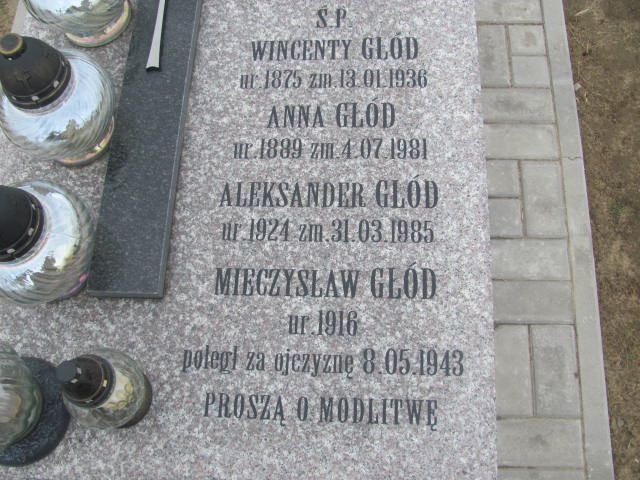 Ś.P.
WINCENTY GŁÓD
ur.1875 zm.13.01.1936
ANNA GŁÓD
ur.1889 zm.4.07.1981
ALEKSANDER GŁÓD
ur.1924 zm.31.03.1985
MIECZYSŁAW GŁÓD
ur.1916
poległ za ojczyznę 8.05.1943
PROSZĄ O MODLITWĘ